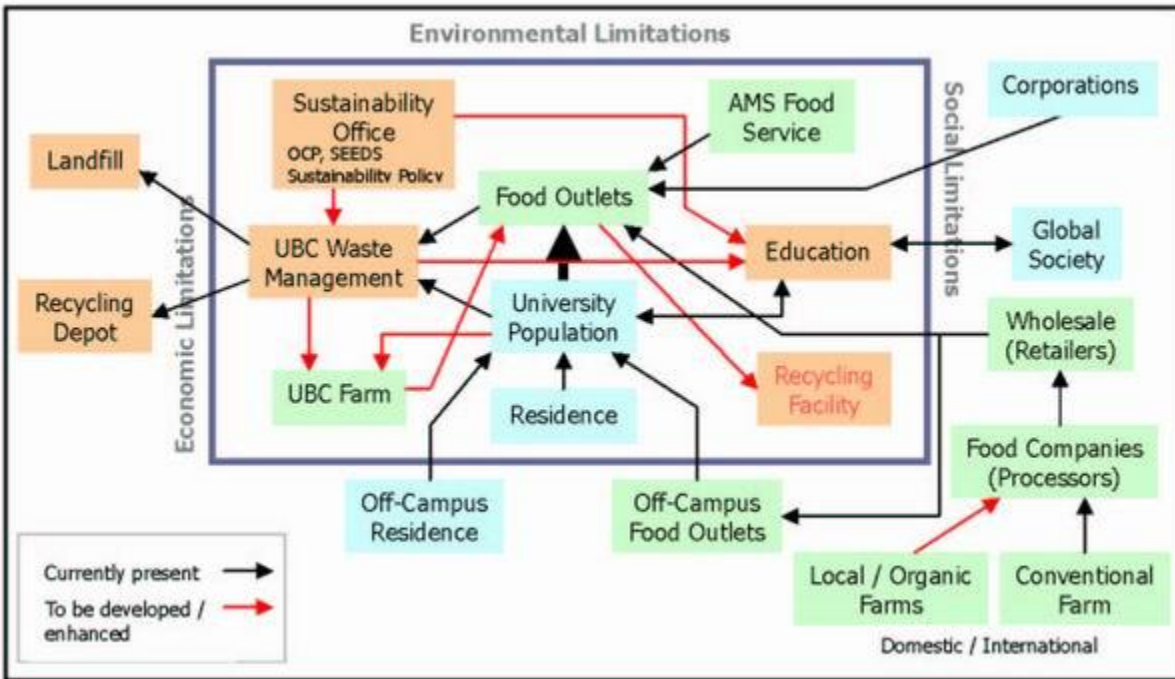 Environmental Limitations
Sustainability
Office
OCP, SEEDS
Sustainability Policy
AMS Food
Service
Corporations
Social Limitations
Landfill
Food Outlets
UBC Waste
Management
Education
Global
Society
Economic Limitations
Recycling
Depot
University
Population
Wholesale
(Retailers)
UBC Farm
Residence
Recycling
Facility
Food Companies
(Processors)
Off-Campus
Residence
Off-Campus
Food Outlets
Currently present
To be developed /
enhanced
Local / Organic
Farms
Conventional
Farm
Domestic / International